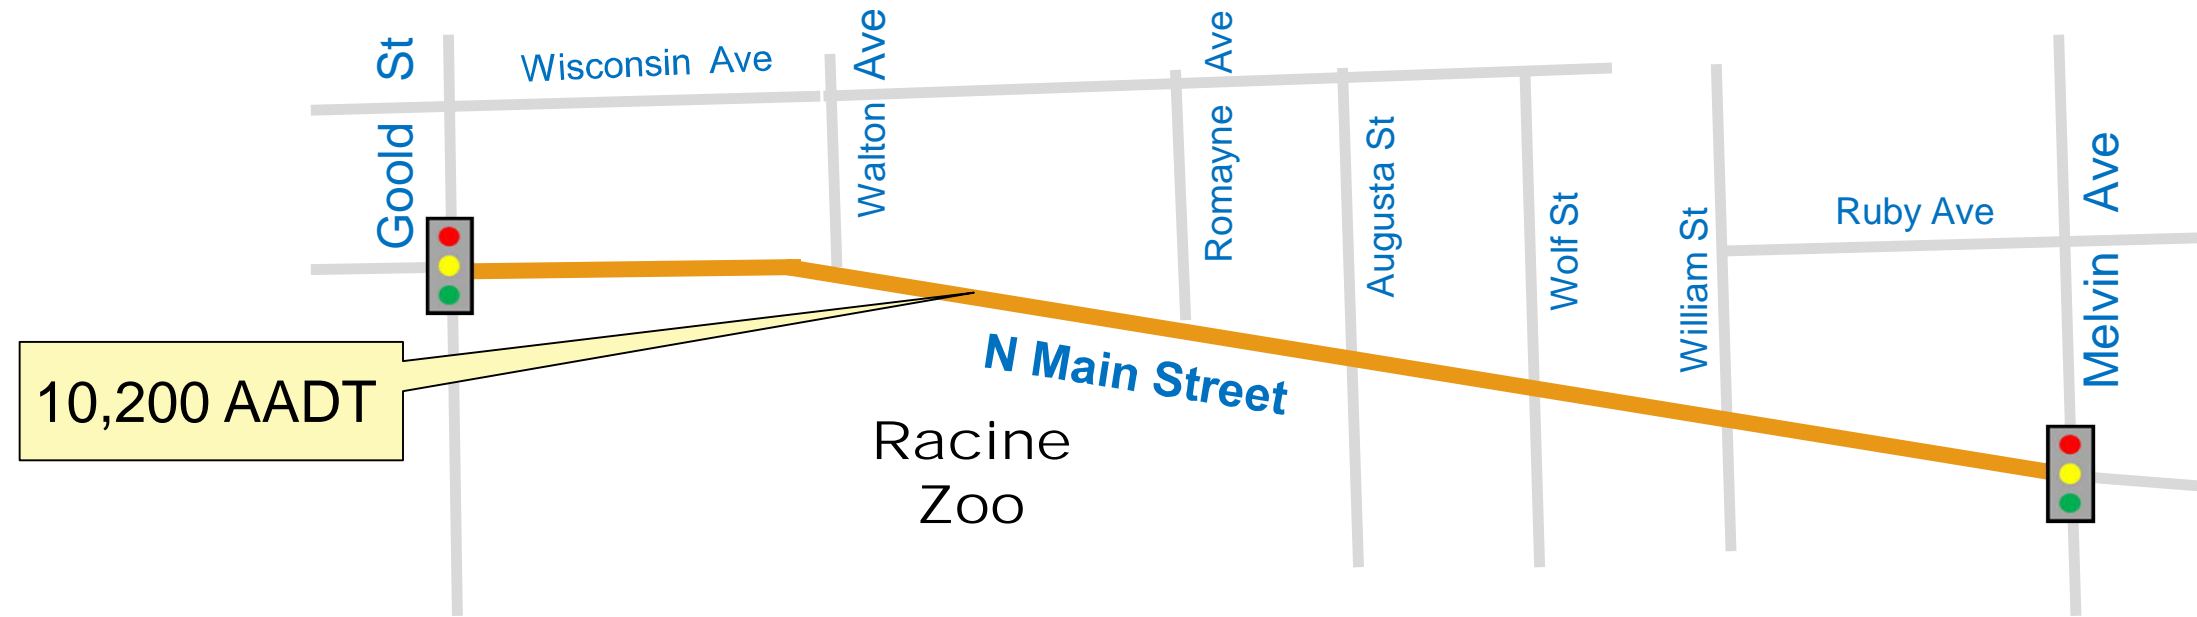 Goold St
Wisconsin Ave
Walton Ave
Romayne Ave
Augusta St
Wolf St
William St
Ruby Ave
Melvin Ave
N Main Street
10,200 AADT
Racine
Zoo